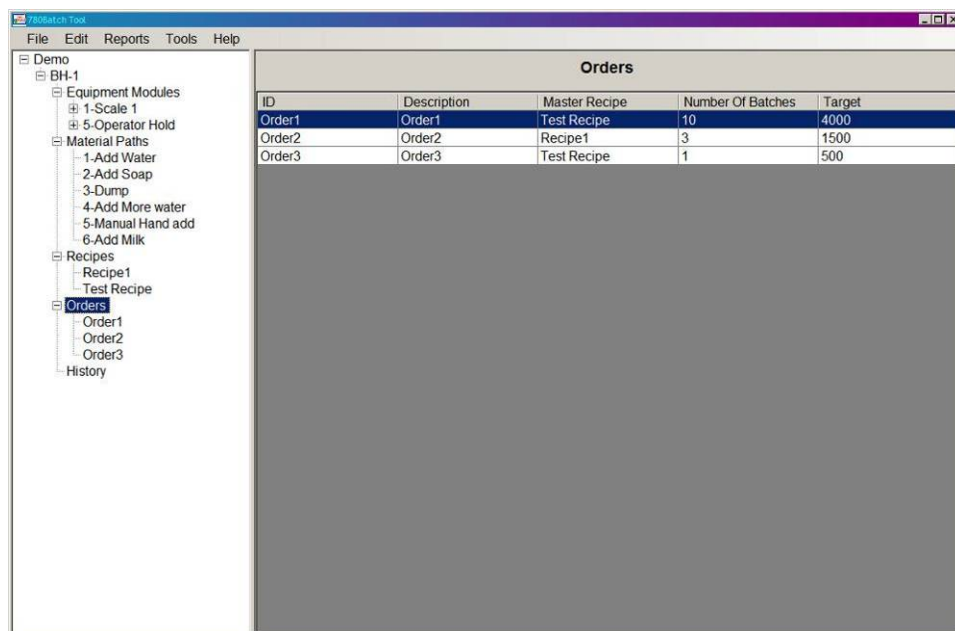 780Batch Tool
File Edit Reports Tools Help
Demo
BH-1
Equipment Modules
1-Scale 1
5-Operator Hold
Material Paths
1-Add Water
2-Add Soap
3-Dump
4-Add More water
5-Manual Hand add
6-Add Milk
Recipes
Recipe1
Test Recipe
Orders
Order1
Order2
Order3
History
Orders
ID Description Master Recipe Number Of Batches Target
Order1 Order1 Test Recipe 10 4000
Order2 Order2 Recipe1 3 1500
Order3 Order3 Test Recipe 1 500